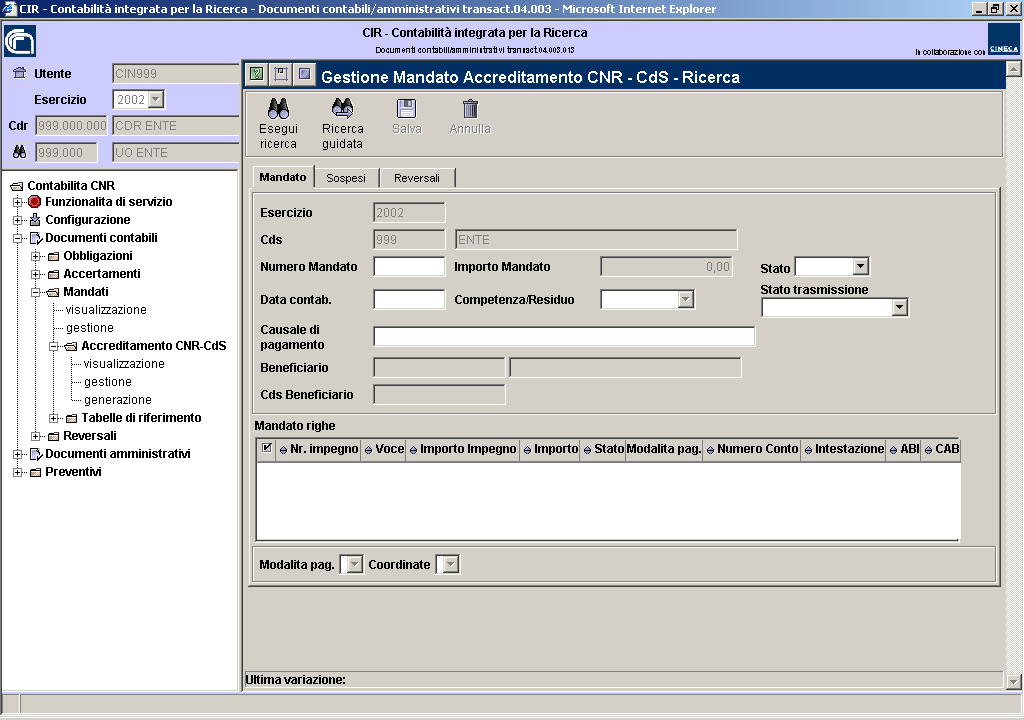 CIR - Contabilità integrata per la Ricerca - Documenti contabili/amministrativi transact.04.003 - Microsoft Internet Explorer
CIR - Contabilità integrata per la Ricerca
Documenti contabili/amministrativi transact.04.003.013
In collaborazione con CINECA
Utente CIN999
Esercizio 2002
Cdr 999.000.000 CDR ENTE
999.000 UO ENTE
Contabilita CNR
Funzionalita di servizio
Configurazione
Documenti contabili
Obbligazioni
Accertamenti
Mandati
visualizzazione
gestione
Accreditamento CNR-CdS
visualizzazione
gestione
generazione
Tabelle di riferimento
Reversali
Documenti amministrativi
Preventivi
Gestione Mandato Accreditamento CNR - CdS - Ricerca
Esegui ricerca
Ricerca guidata
Salva
Annulla
Mandato Sospesi Reversali
Esercizio 2002
Cds 999 ENTE
Numero Mandato Importo Mandato 0,00 Stato
Data contab. Competenza/Residuo Stato trasmissione
Causale di pagamento
Beneficiario
Cds Beneficiario
Mandato righe
Nr. impegno Voce Importo Impegno Importo Stato Modalita pag. Numero Conto Intestazione ABI CAB
Modalita pag. Coordinate
Ultima variazione: